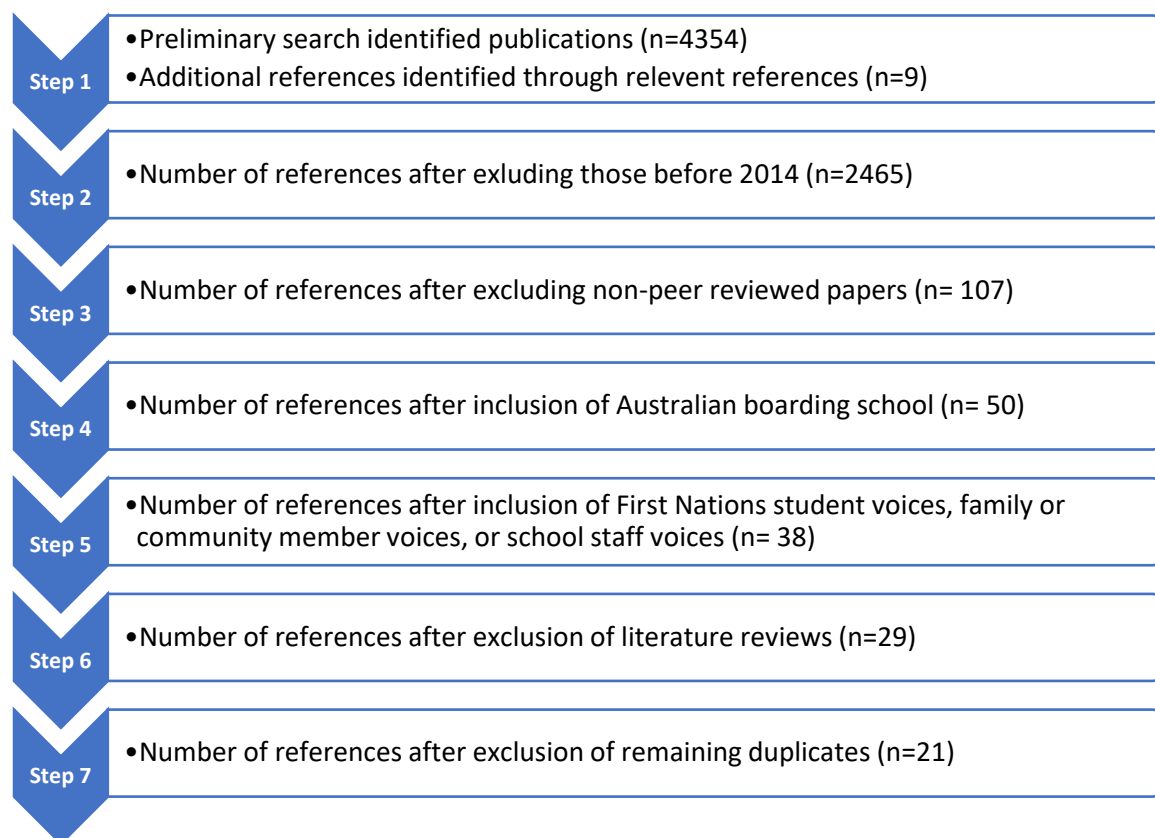 Step 1
•Preliminary search identified publications (n=4354)
•Additional references identified through relevent references (n=9)
Step 2
•Number of references after exluding those before 2014 (n=2465)
Step 3
•Number of references after excluding non-peer reviewed papers (n= 107)
Step 4
•Number of references after inclusion of Australian boarding school (n= 50)
Step 5
•Number of references after inclusion of First Nations student voices, family or
community member voices, or school staff voices (n= 38)
Step 6
•Number of references after exclusion of literature reviews (n=29)
Step 7
•Number of references after exclusion of remaining duplicates (n=21)